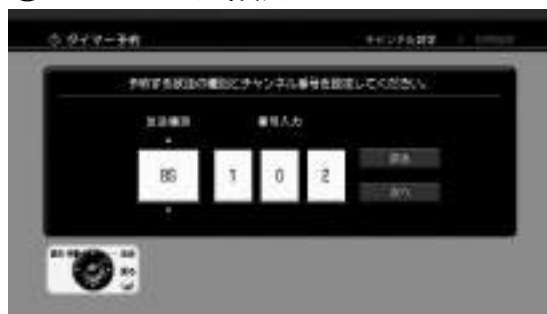 タイマー予約
チャンネル設定
予約する放送の種別とチャンネル番号を設定してください。
放送種別 番号入力
BS 1 0 2
戻る
次へ